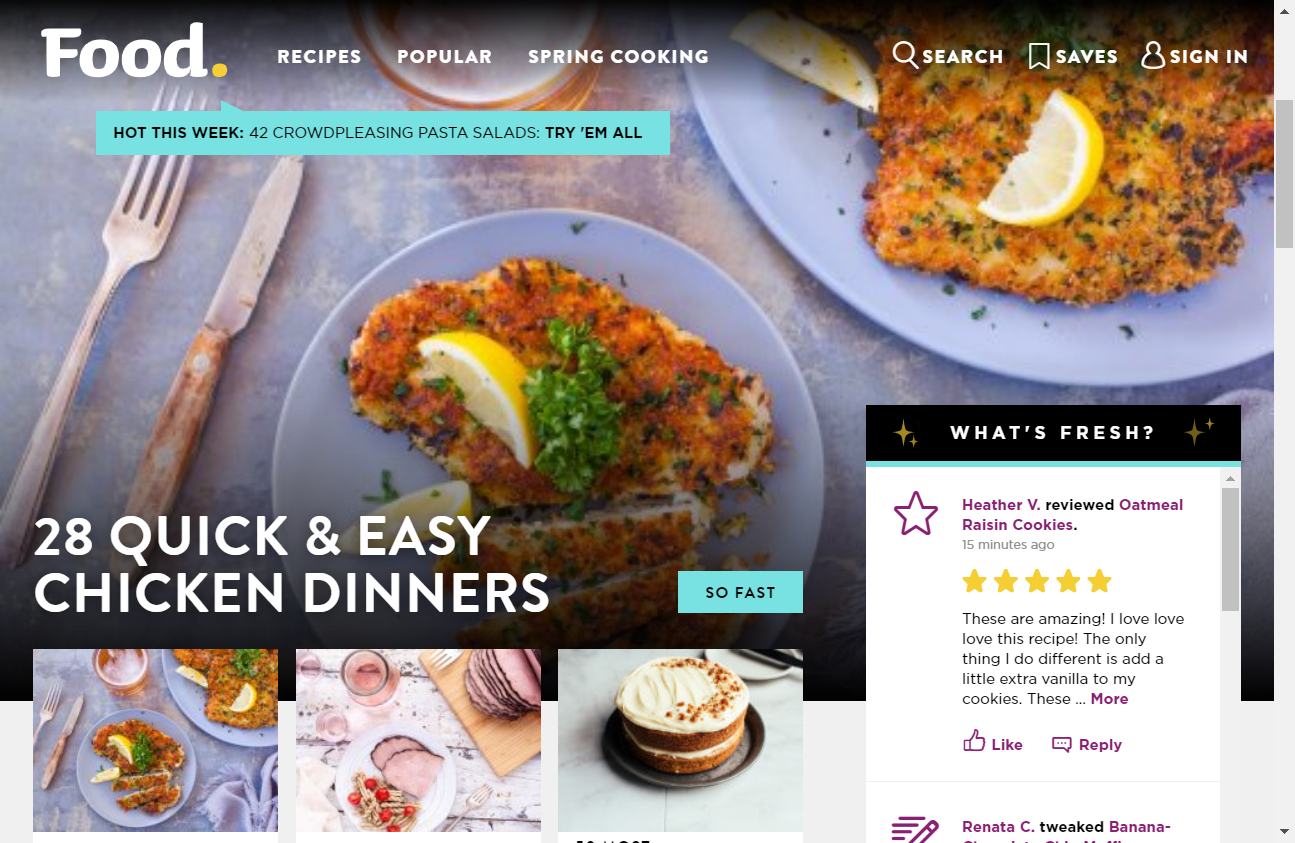 Food.
RECIPES
POPULAR
SPRING COOKING
SEARCH
SAVES
SIGN IN
HOT THIS WEEK: 42 CROWDPLEASING PASTA SALADS: TRY 'EM ALL
28 QUICK & EASY
CHICKEN DINNERS
SO FAST
WHAT'S FRESH?
Heather V. reviewed Oatmeal
Raisin Cookies.
15 minutes ago
These are amazing! I love love
love this recipe! The only
thing I do different is add a
little extra vanilla to my
cookies. These ... More
Like
Reply
Renata C. tweaked Banana-